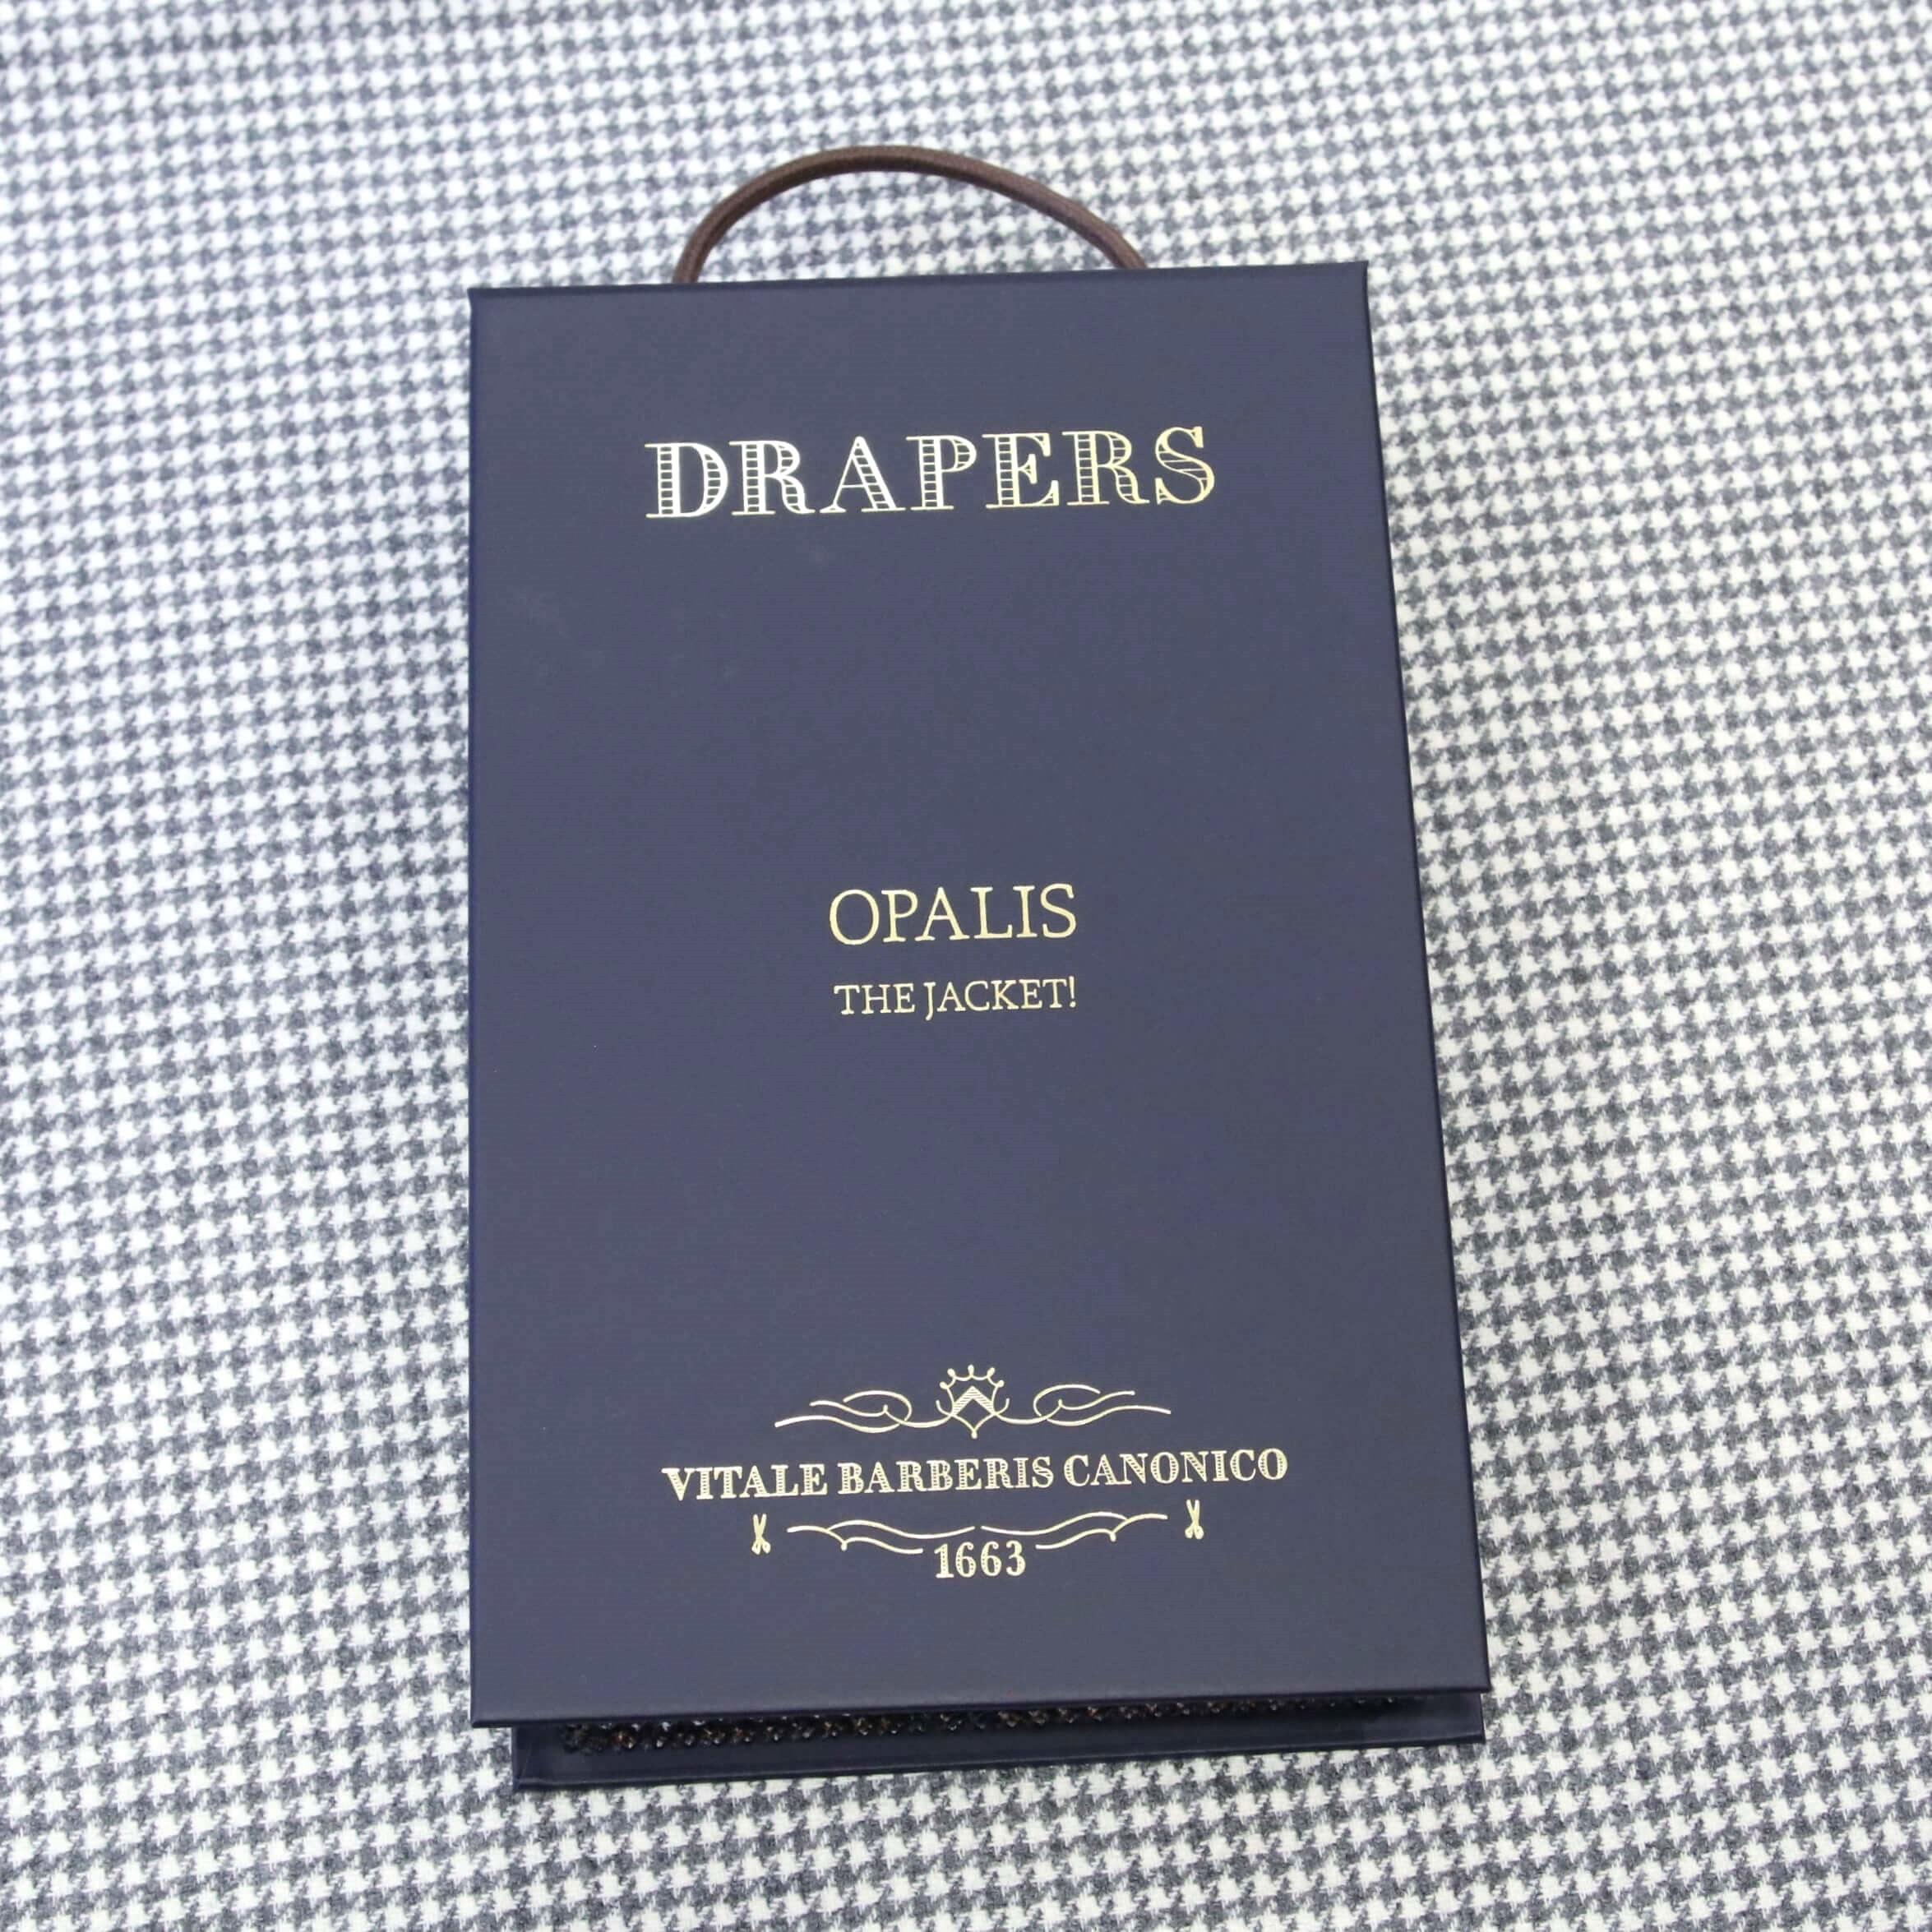 DRAPERS
OPALIS
THE JACKET!
VITALE BARBERIS CANONICO
1663